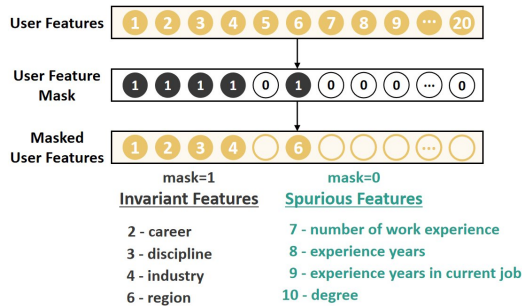 User Features 1 2 3 4 5 6 7 8 9 ... 20
User Feature Mask 1 1 1 1 0 1 0 0 0 ... 0
Masked User Features 1 2 3 4 6 ...
mask=1 mask=0
Invariant Features Spurious Features
2 - career 7 - number of work experience
3 - discipline 8 - experience years
4 - industry 9 - experience years in current job
6 - region 10 - degree